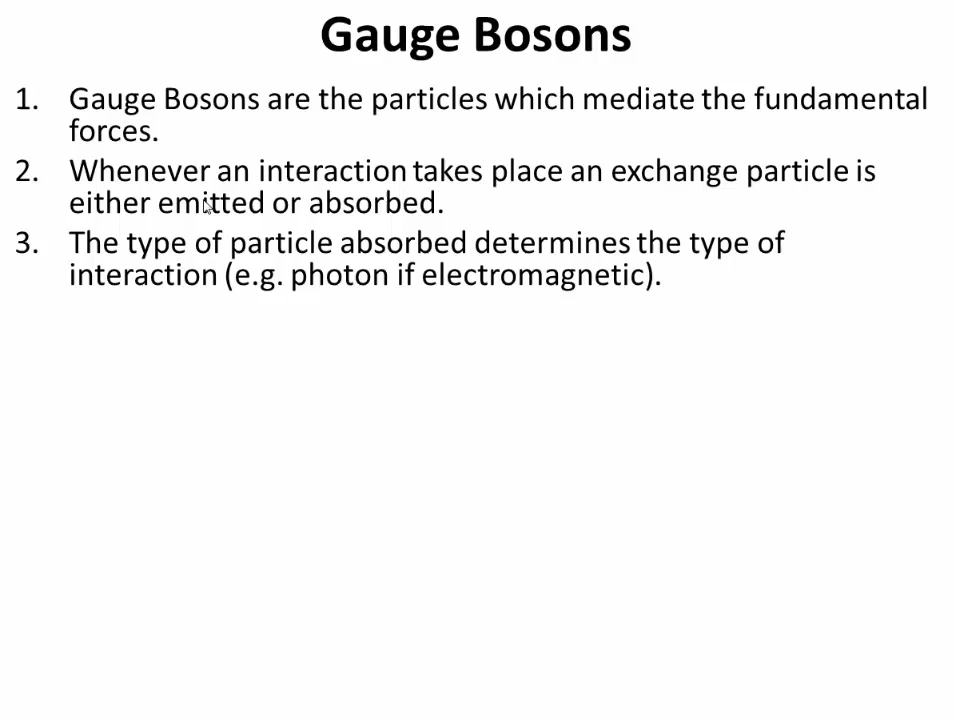 Gauge Bosons
1. Gauge Bosons are the particles which mediate the fundamental
forces.
2. Whenever an interaction takes place an exchange particle is
either emitted or absorbed.
3. The type of particle absorbed determines the type of
interaction (e.g. photon if electromagnetic).